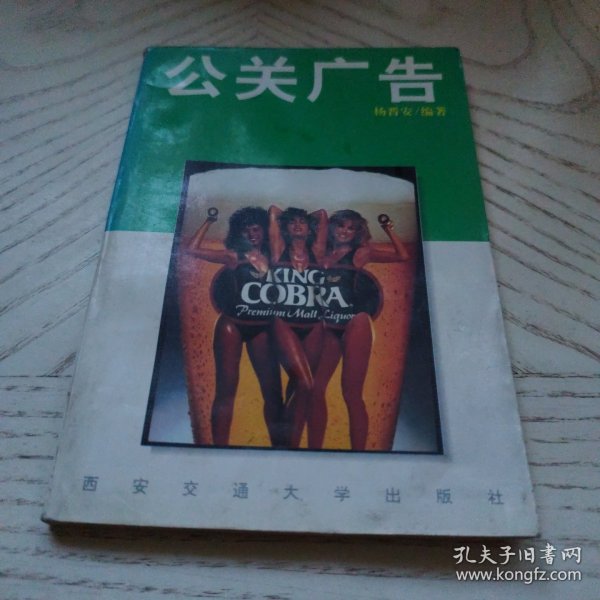 公关广告
杨晋安/编著
KING
COBRA
Premium Malt Liquor
西安交通大学出版社
孔夫子旧书网
www.kongfz.com